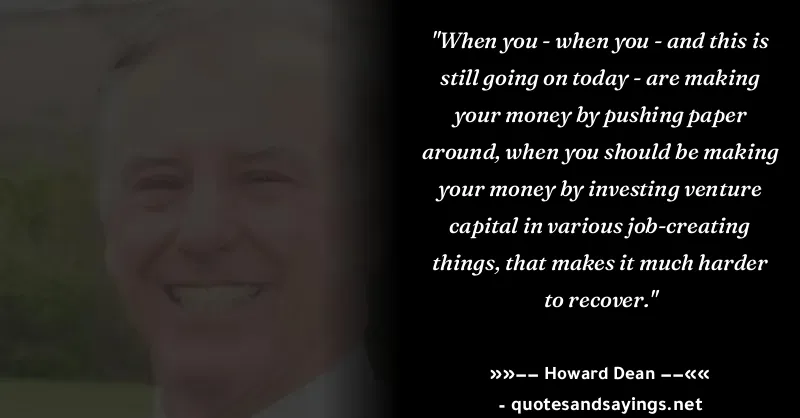 "When you - when you - and this is
still going on today - are making
your money by pushing paper
around, when you should be making
your money by investing venture
capital in various job-creating
things, that makes it much harder
to recover."
»»−− Howard Dean −−««
- quotesandsayings.net